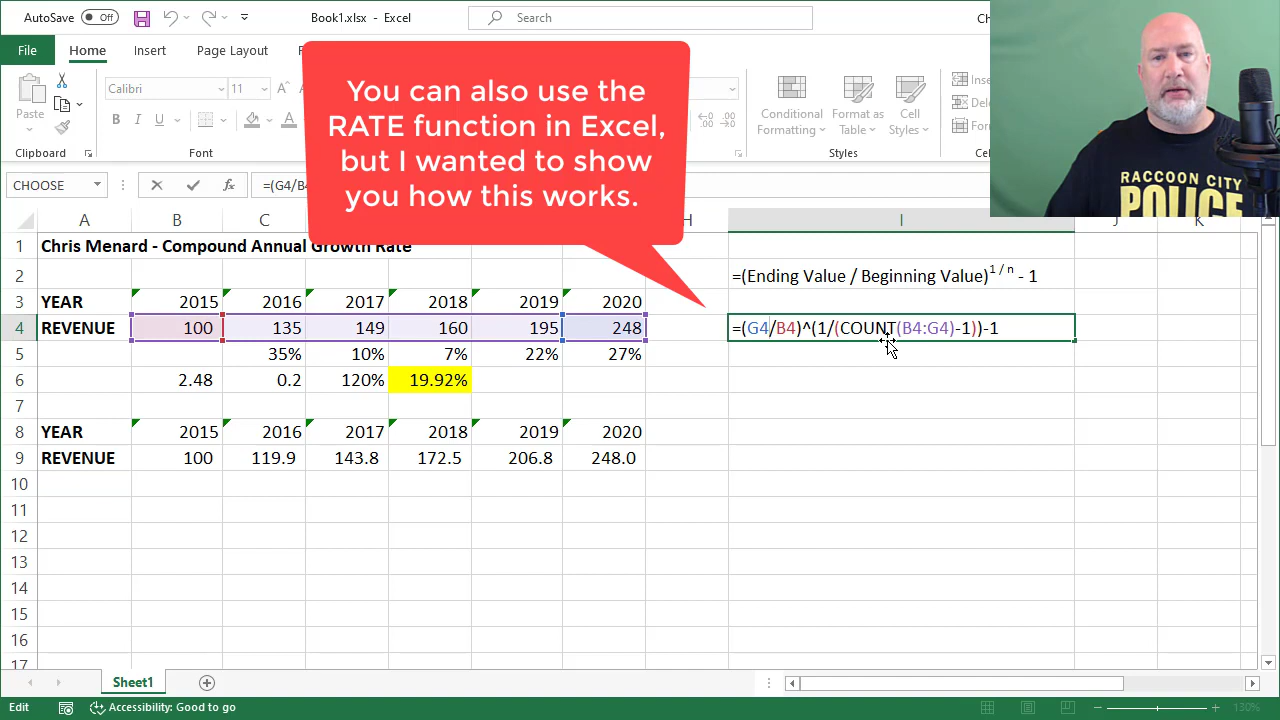 AutoSave Off Book1.xlsx - Excel Search
File Home Insert Page Layout
You can also use the
RATE function in Excel,
but I wanted to show
you how this works.
Paste
Calibri 11
Conditional
Formatting
Format as
Table
Cell
Styles
Clipboard Font Styles
RACCOON CITY
POLICE
CHOOSE =(G4/B4
A B C D E F G H I J K
1 Chris Menard - Compound Annual Growth Rate
2 =(Ending Value / Beginning Value)1 / n - 1
3 YEAR 2015 2016 2017 2018 2019 2020
4 REVENUE 100 135 149 160 195 248 =(G4/B4)^(1/(COUNT(B4:G4)-1))-1
5 35% 10% 7% 22% 27%
6 2.48 0.2 120% 19.92%
7
8 YEAR 2015 2016 2017 2018 2019 2020
9 REVENUE 100 119.9 143.8 172.5 206.8 248.0
10
11
12
13
14
15
16
17
Sheet1
Edit Accessibility: Good to go 130%